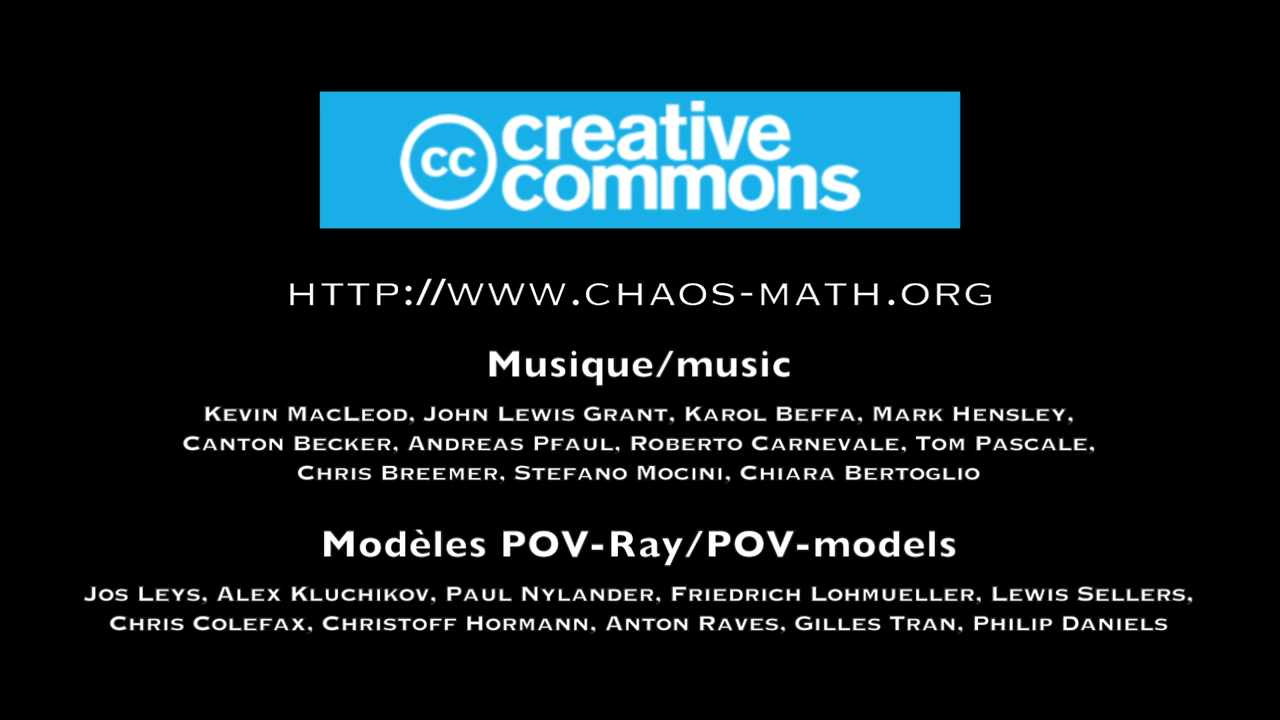 cc creative
commons
HTTP://WWW.CHAOS-MATH.ORG
Musique/music
KEVIN MACLEOD, JOHN LEWIS GRANT, KAROL BEFFA, MARK HENSLEY,
CANTON BECKER, ANDREAS PFAUL, ROBERTO CARNEVALE, TOM PASCALE,
CHRIS BREEMER, STEFANO MOCINI, CHIARA BERTOGLIO
Modèles POV-Ray/POV-models
JOS LEYS, ALEX KLUCHIKOV, PAUL NYLANDER, FRIEDRICH LOHMUELLER, LEWIS SELLERS,
CHRIS COLEFAX, CHRISTOFF HORMANN, ANTON RAVES, GILLES TRAN, PHILIP DANIELS